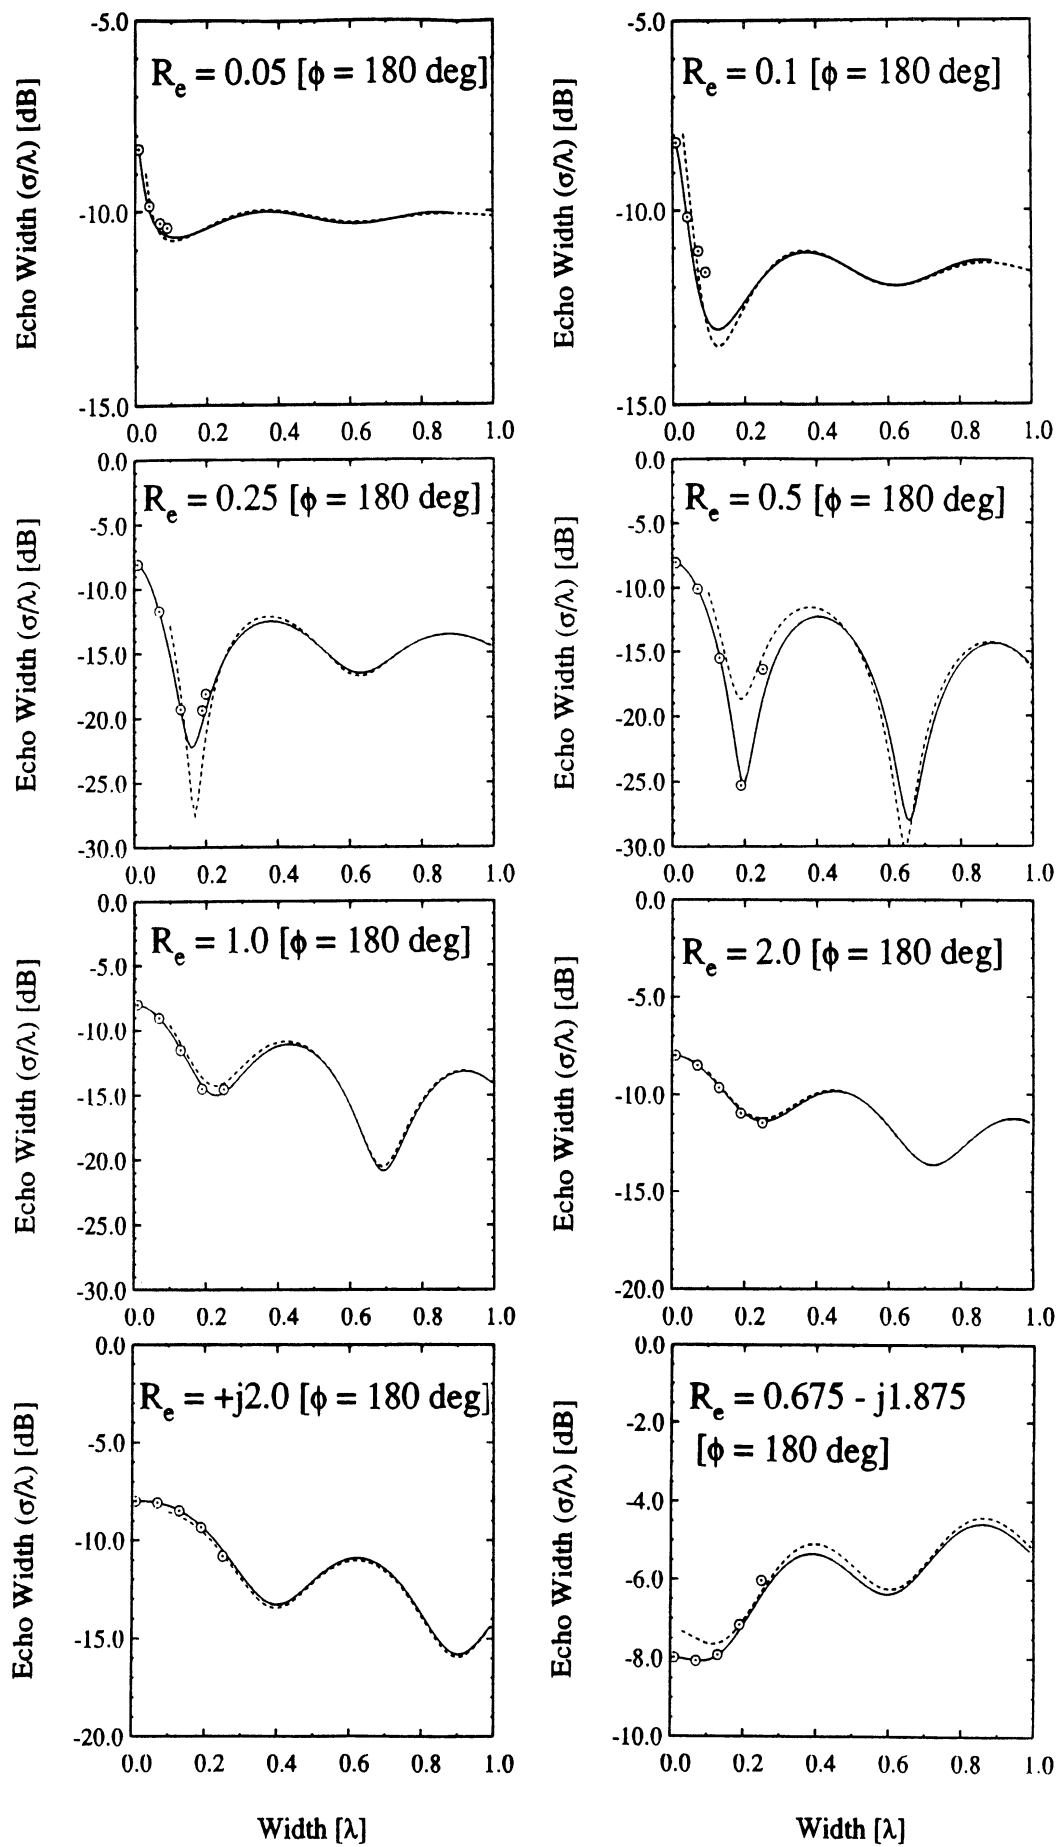 -5.0
-10.0
-15.0
0.0 0.2 0.4 0.6 0.8 1.0
Echo Width (σ/λ) [dB]
R_e = 0.05 [ϕ = 180 deg]
-5.0
-10.0
-15.0
0.0 0.2 0.4 0.6 0.8 1.0
Echo Width (σ/λ) [dB]
R_e = 0.1 [ϕ = 180 deg]
0.0
-5.0
-10.0
-15.0
-20.0
-25.0
-30.0
0.0 0.2 0.4 0.6 0.8 1.0
Echo Width (σ/λ) [dB]
R_e = 0.25 [ϕ = 180 deg]
0.0
-5.0
-10.0
-15.0
-20.0
-25.0
-30.0
0.0 0.2 0.4 0.6 0.8 1.0
Echo Width (σ/λ) [dB]
R_e = 0.5 [ϕ = 180 deg]
0.0
-5.0
-10.0
-15.0
-20.0
-25.0
-30.0
0.0 0.2 0.4 0.6 0.8 1.0
Echo Width (σ/λ) [dB]
R_e = 1.0 [ϕ = 180 deg]
0.0
-5.0
-10.0
-15.0
-20.0
0.0 0.2 0.4 0.6 0.8 1.0
Echo Width (σ/λ) [dB]
R_e = 2.0 [ϕ = 180 deg]
0.0
-5.0
-10.0
-15.0
-20.0
0.0 0.2 0.4 0.6 0.8 1.0
Echo Width (σ/λ) [dB]
R_e = +j2.0 [ϕ = 180 deg]
Width [λ]
0.0
-2.0
-4.0
-6.0
-8.0
-10.0
0.0 0.2 0.4 0.6 0.8 1.0
Echo Width (σ/λ) [dB]
R_e = 0.675 - j1.875
[ϕ = 180 deg]
Width [λ]